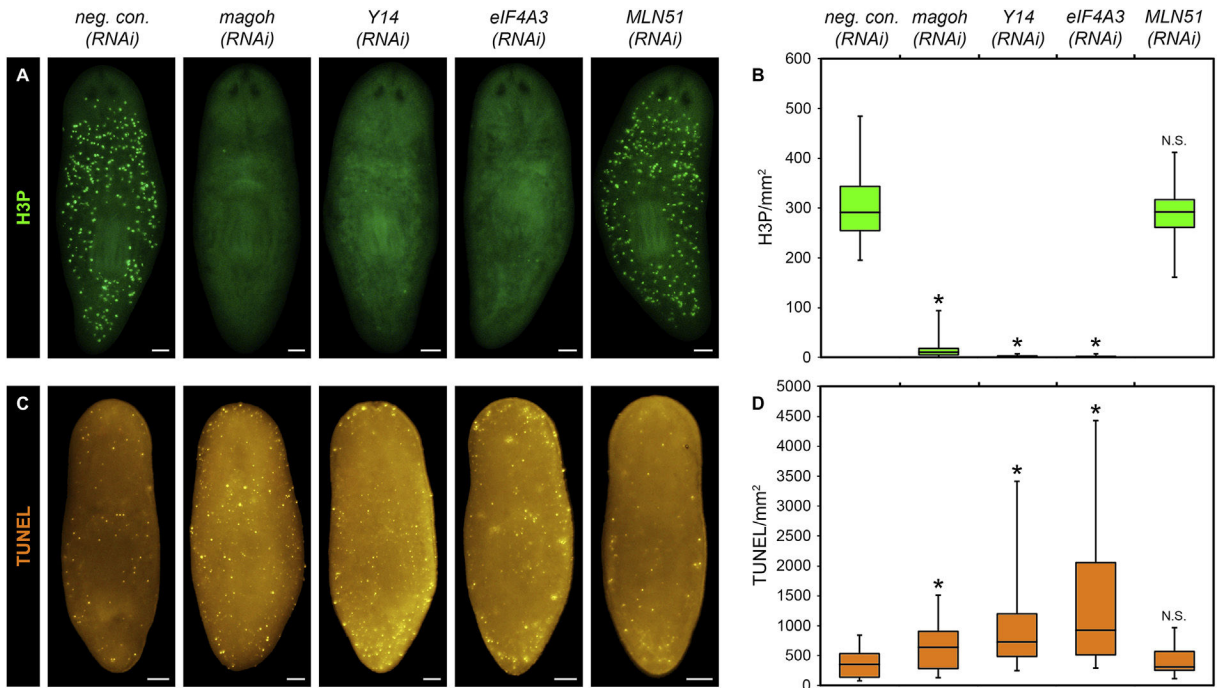 neg. con. magoh Y14 eIF4A3 MLN51
(RNAi) (RNAi) (RNAi) (RNAi) (RNAi)
A
H3P
C
TUNEL
neg. con. magoh Y14 eIF4A3 MLN51
(RNAi) (RNAi) (RNAi) (RNAi) (RNAi)
B
600
500
400
300
200
100
0
H3P/mm²
*
*
*
N.S.
D
5000
4500
4000
3500
3000
2500
2000
1500
1000
500
0
TUNEL/mm²
*
*
*
N.S.